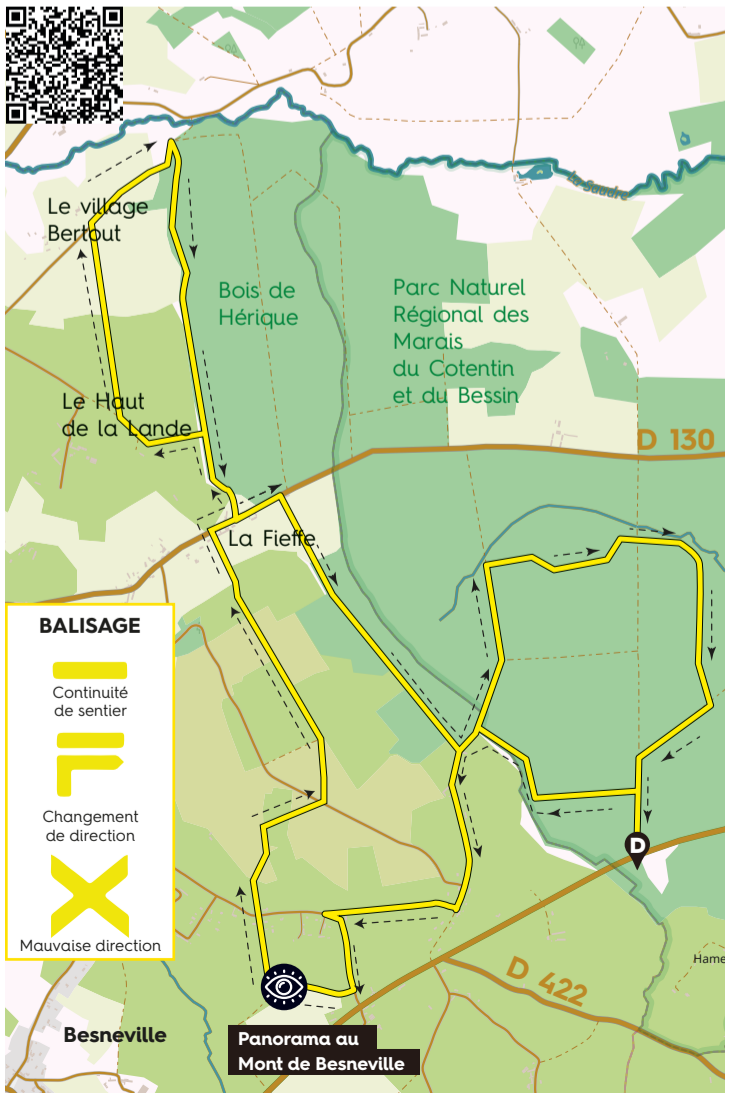 la Saudre
Le village
Bertout
Bois de
Hérique
Parc Naturel
Régional des
Marais
du Cotentin
et du Bessin
Le Haut
de la Lande
D 130
La Fieffe
BALISAGE
Continuité
de sentier
Changement
de direction
Mauvaise direction
D
Hame
D 422
Besneville
Panorama au
Mont de Besneville